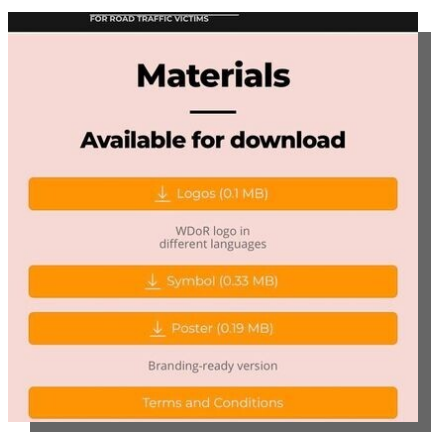 FOR ROAD TRAFFIC VICTIMS
Materials
Available for download
Logos (0.1 MB)
WDoR logo in
different languages
Symbol (0.33 MB)
Poster (0.19 MB)
Branding-ready version
Terms and Conditions